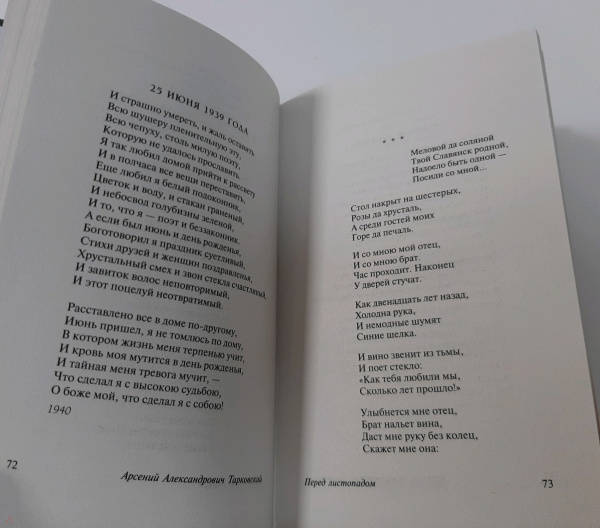 25 ИЮНЯ 1939 ГОДА
И страшно умереть, и жаль оставить
Всю шушеру пленительную эту,
Всю чепуху, столь милую поэту,
Которую не удалось прославить.
Я так любил домой прийти к рассвету
И в полчаса все вещи переставить,
Еще любил я белый подоконник,
Цветок и воду, и стакан граненый,
И небосвод голубизны зеленой,
И то, что я — поэт и беззаконник.
А если был июнь и день рожденья,
Боготворил я праздник суетливый,
Стихи друзей и женщин поздравленья,
Хрустальный смех и звон стекла счастливый,
И завиток волос неповторимый,
И этот поцелуй неотвратимый.
Расставлено все в доме по-другому,
Июнь пришел, я не томлюсь по дому,
В котором жизнь меня терпенью учит,
И кровь моя мутится в день рожденья,
И тайная меня тревога мучит, —
Что сделал я с высокою судьбою,
О боже мой, что сделал я с собою!
1940
72
Арсений Александрович Тарковский
* * *
Меловой да соляной
Твой Славянск родной,
Надоело быть одной —
Посиди со мной...
Стол накрыт на шестерых,
Розы да хрусталь,
А среди гостей моих
Горе да печаль.
И со мною мой отец,
И со мною брат.
Час проходит. Наконец
У дверей стучат.
Как двенадцать лет назад,
Холодна рука,
И немодные шумят
Синие шелка.
И вино звенит из тьмы,
И поет стекло:
«Как тебя любили мы,
Сколько лет прошло!»
Улыбнется мне отец,
Брат нальет вина,
Даст мне руку без колец,
Скажет мне она:
Перед листопадом
73